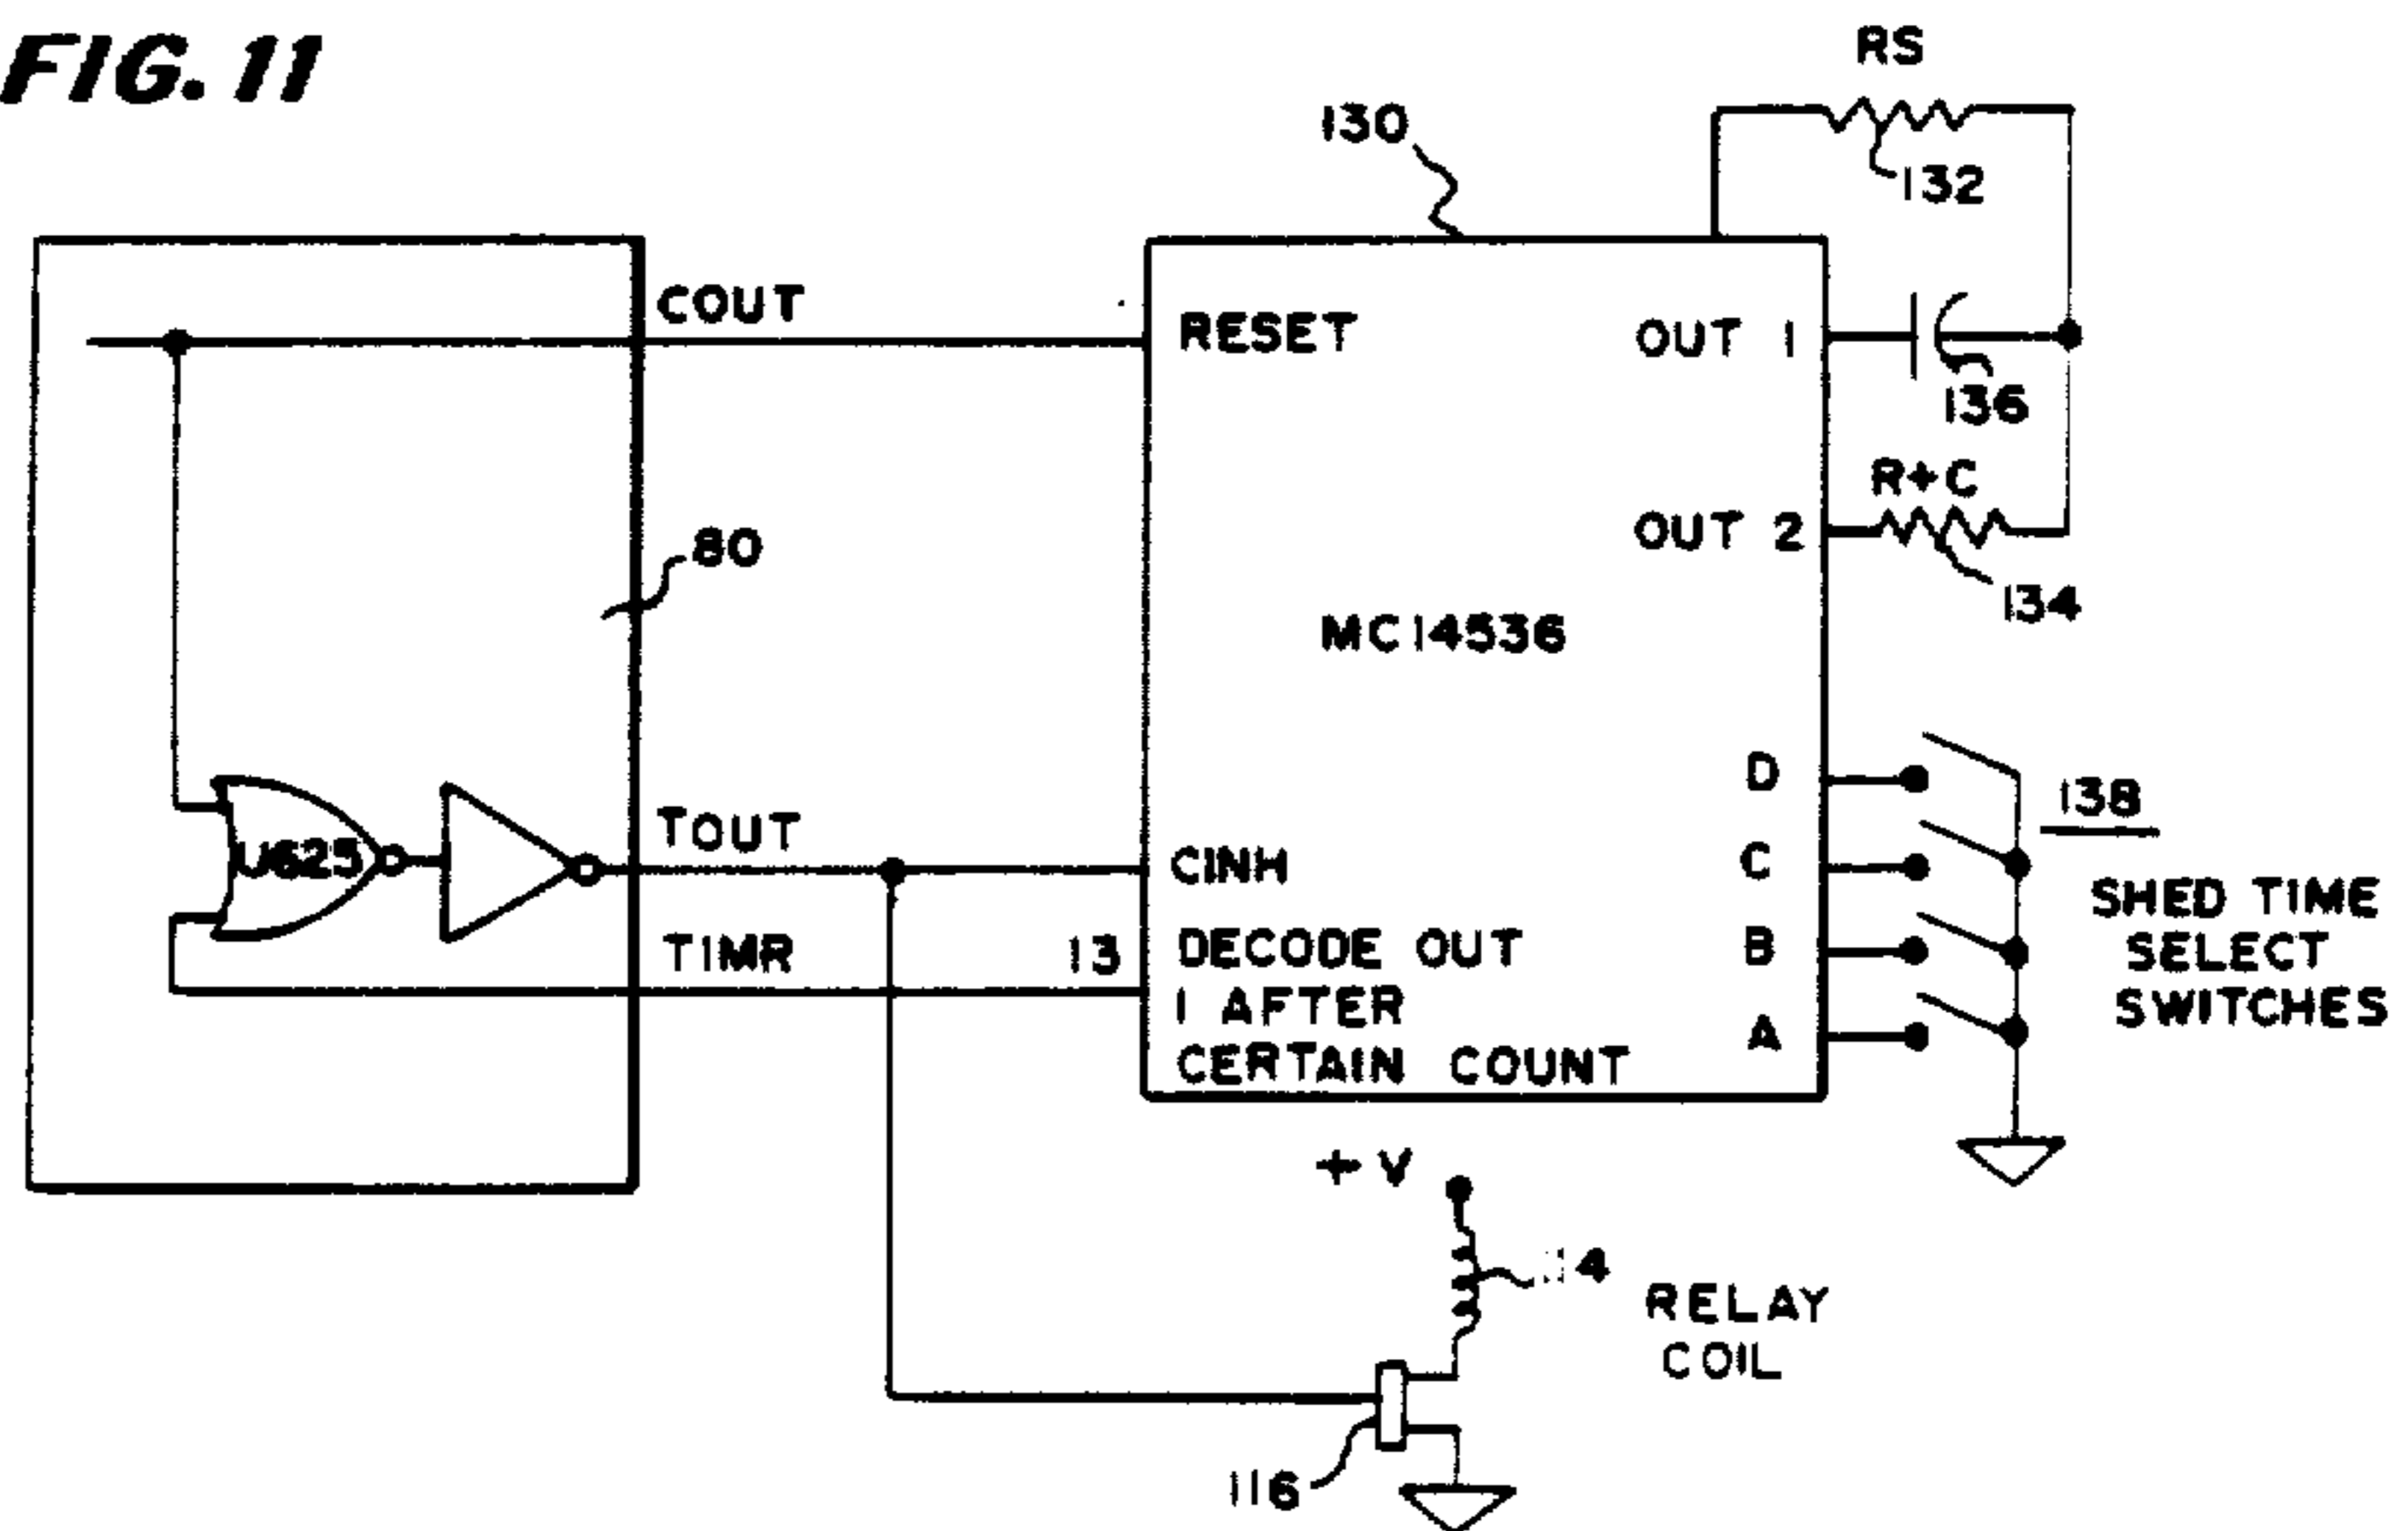 FIG. 11
RS
130
132
COUT
RESET
OUT 1
136
R+C
OUT 2
80
134
MC14536
D
138
TOUT
C
U625
CINH
SHED TIME
SELECT
SWITCHES
TIMR
13
DECODE OUT
1 AFTER
CERTAIN COUNT
B
A
+ V
RELAY
COIL
116